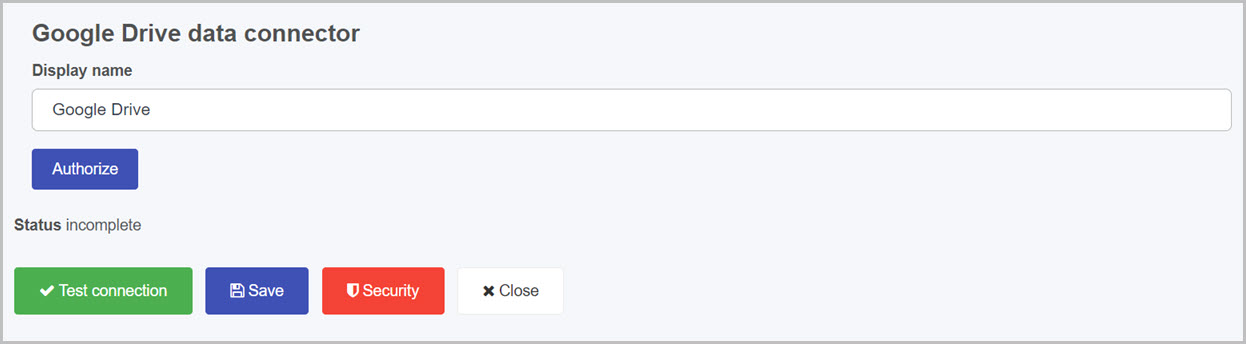 Google Drive data connector
Display name
Google Drive
Authorize
Status incomplete
Test connection Save Security Close